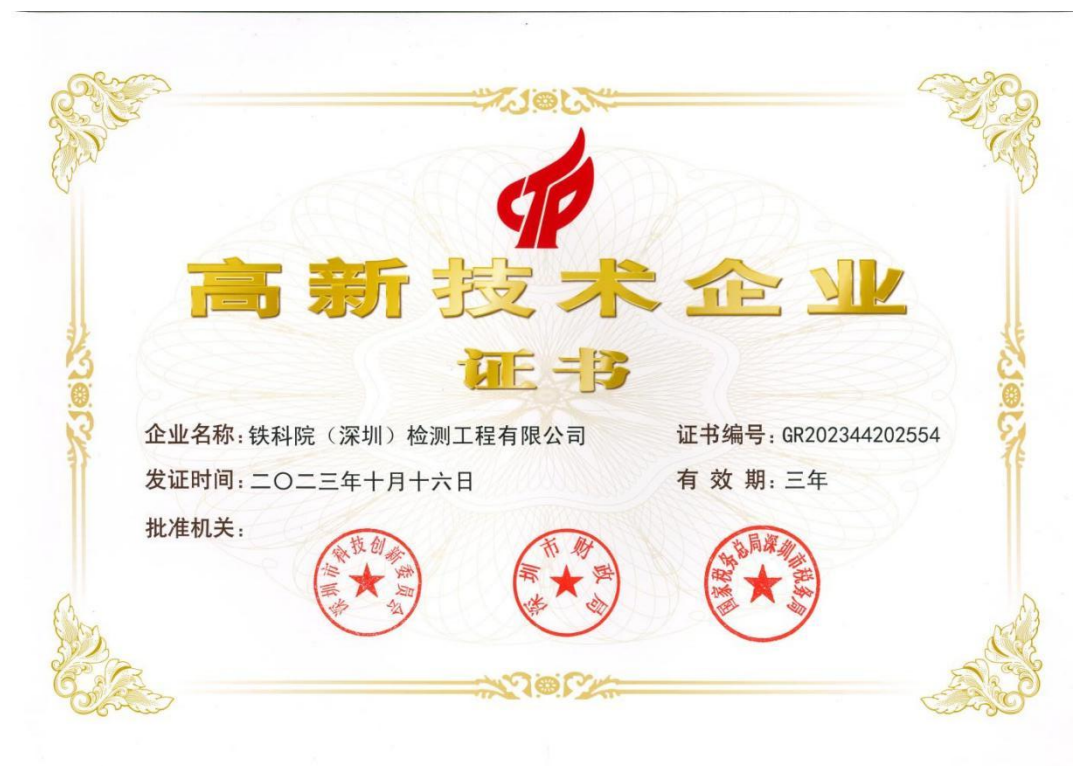 高新技术企业
证书
企业名称：铁科院（深圳）检测工程有限公司
证书编号：GR202344202554
发证时间：二〇二三年十月十六日
有 效 期：三年
批准机关：
深圳市科技创新委员会
深圳市财政局
国家税务总局深圳市税务局